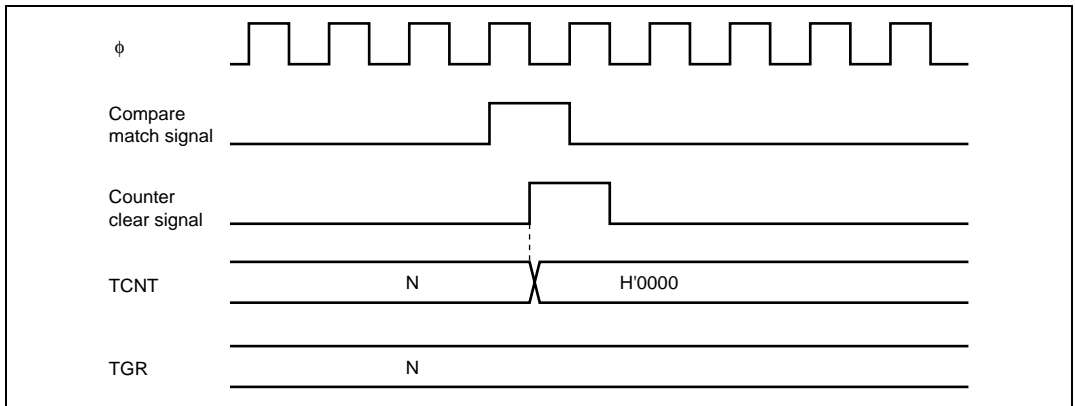 ϕ
Compare
match signal
Counter
clear signal
TCNT N H'0000
TGR N